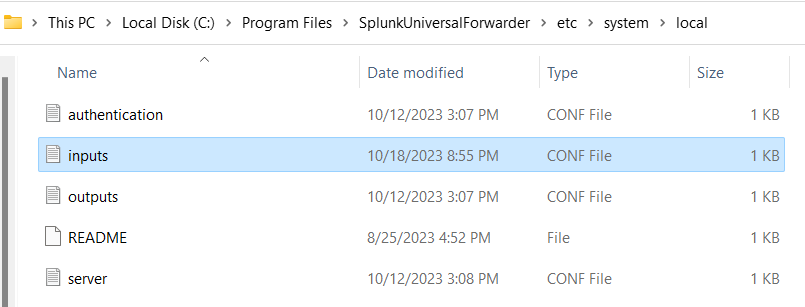 This PC > Local Disk (C:) > Program Files > SplunkUniversalForwarder > etc > system > local
Name Date modified Type Size
authentication 10/12/2023 3:07 PM CONF File 1 KB
inputs 10/18/2023 8:55 PM CONF File 1 KB
outputs 10/12/2023 3:07 PM CONF File 1 KB
README 8/25/2023 4:52 PM File 1 KB
server 10/12/2023 3:08 PM CONF File 1 KB